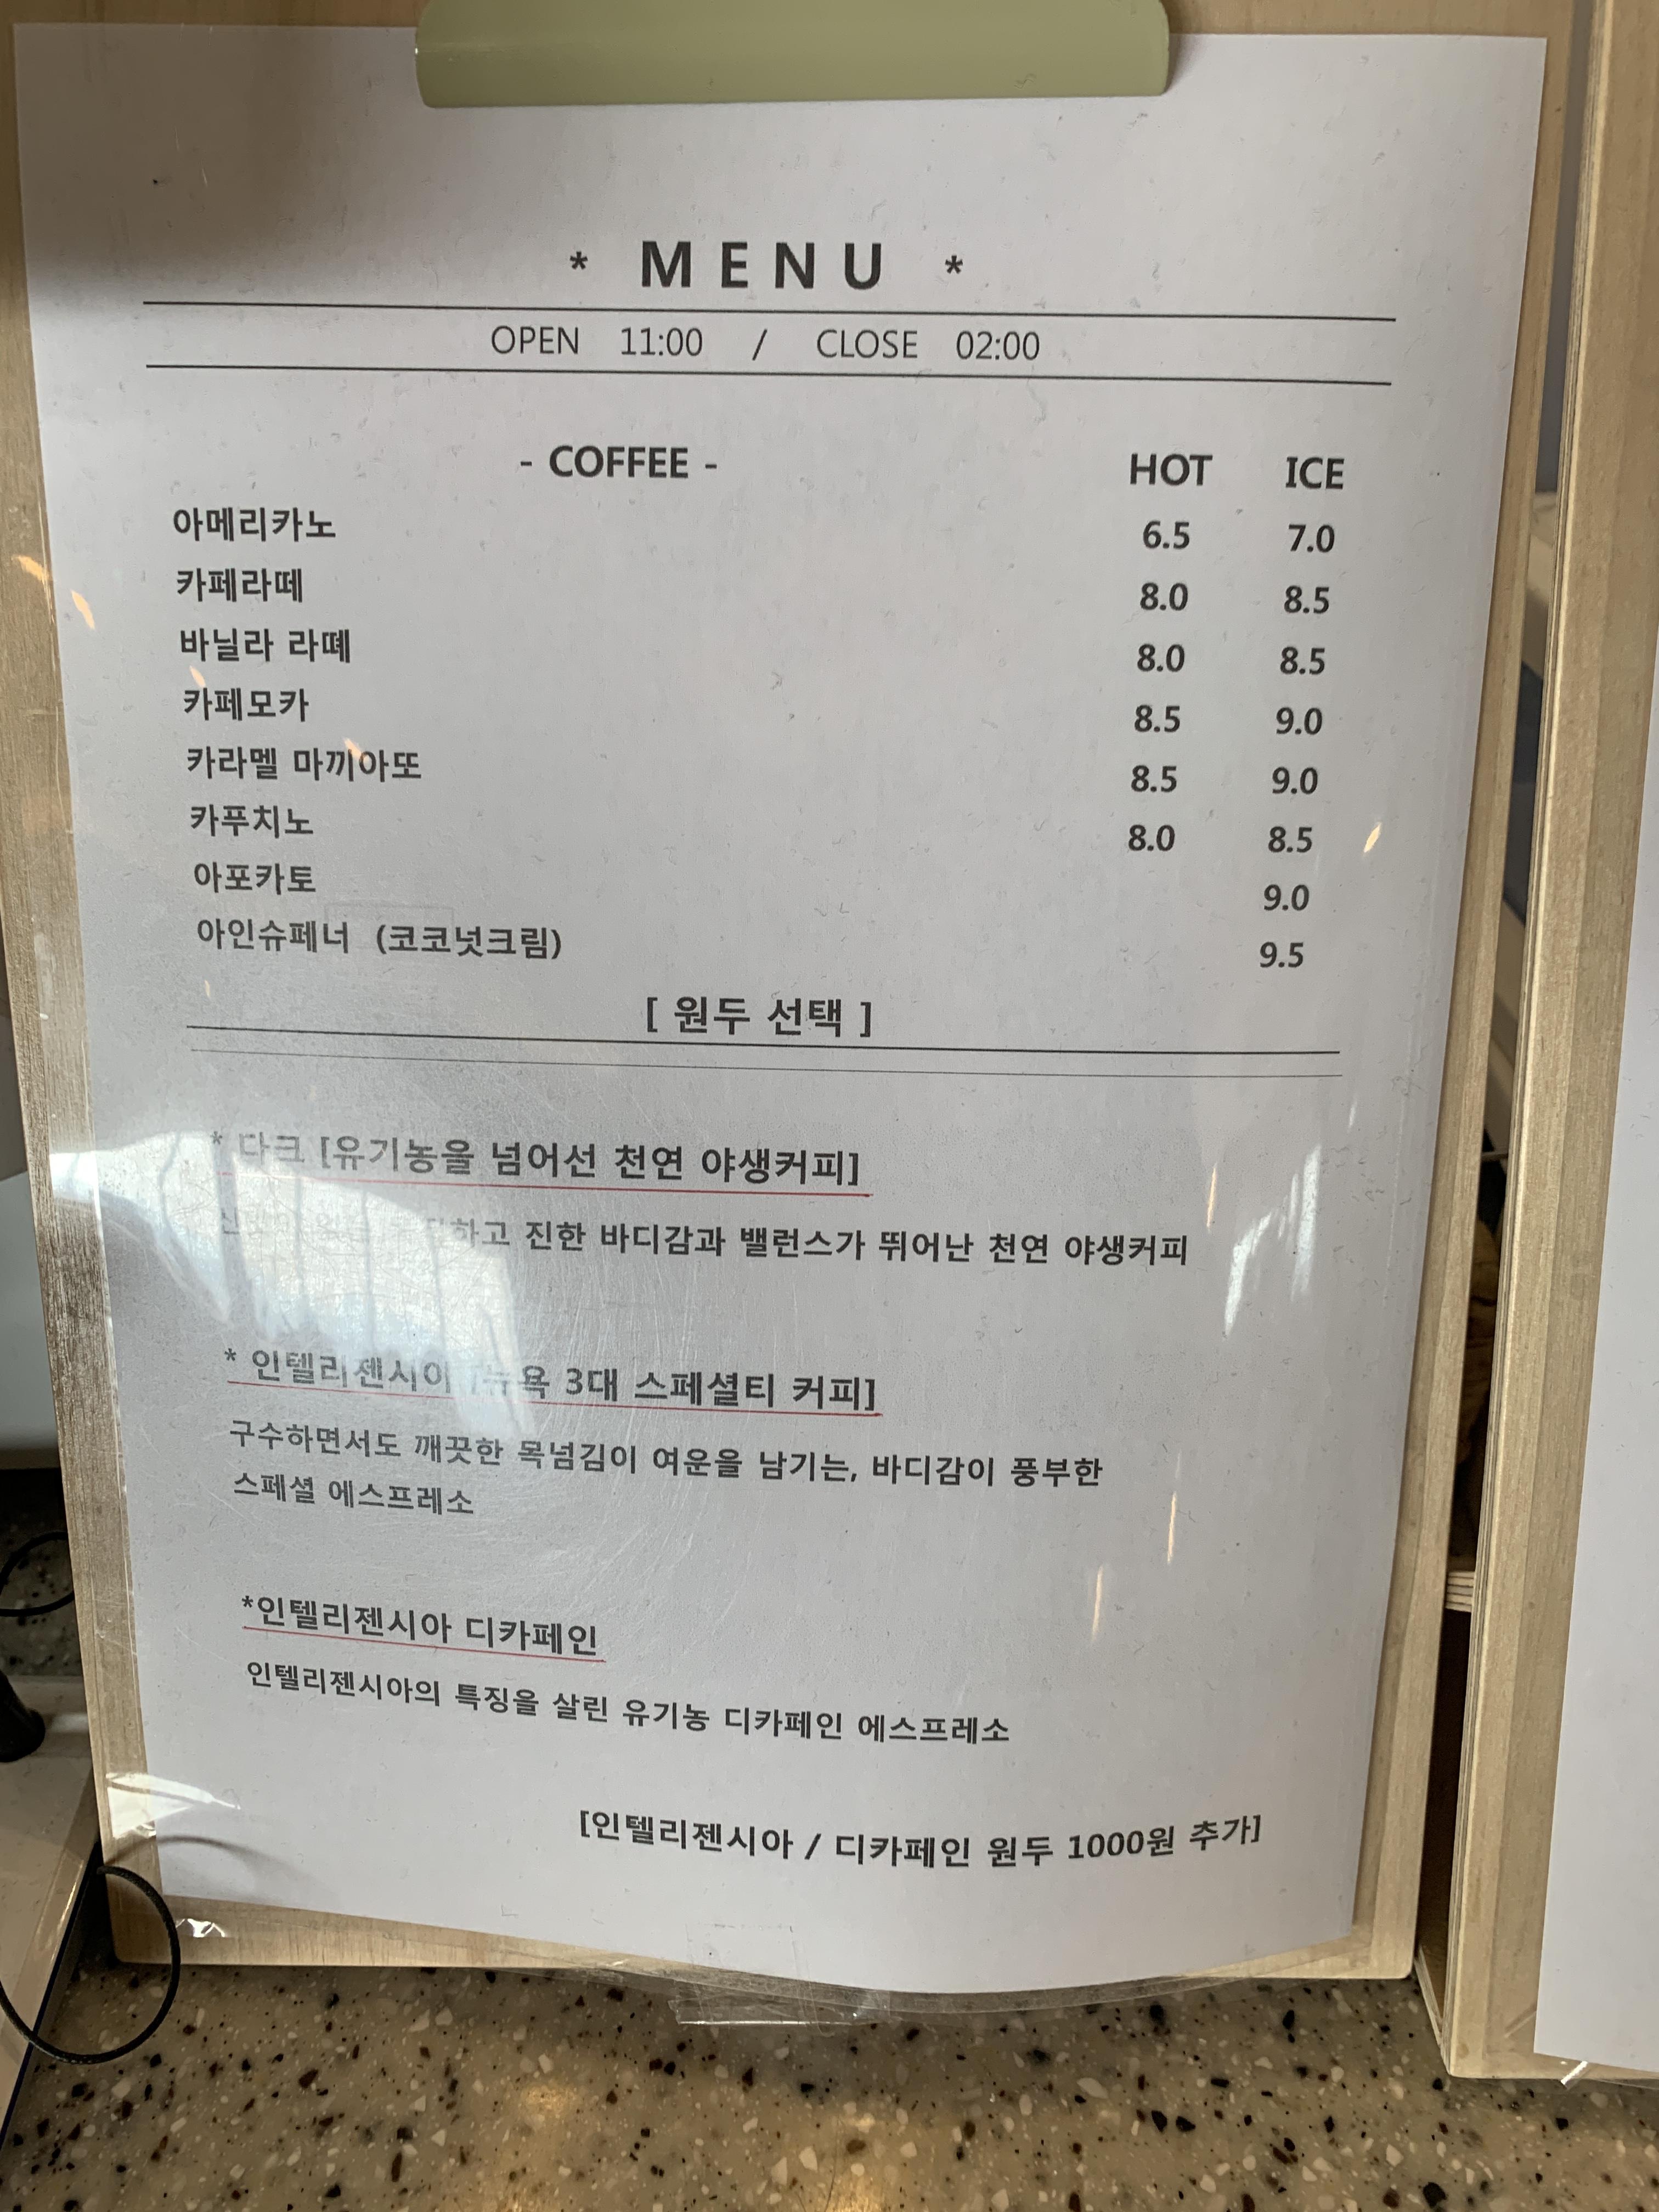 * MENU *
OPEN 11:00 / CLOSE 02:00
- COFFEE - HOT ICE
아메리카노 6.5 7.0
카페라떼 8.0 8.5
바닐라 라뗴 8.0 8.5
카페모카 8.5 9.0
카라멜 마끼아또 8.5 9.0
카푸치노 8.0 8.5
아포카토 9.0
아인슈페너 (코코넛크림) 9.5
[ 원두 선택 ]
* 다크 [유기농을 넘어선 천연 야생커피]
진한 바디감과 밸런스가 뛰어난 천연 야생커피
* 인텔리젠시아 [뉴욕 3대 스페셜티 커피]
구수하면서도 깨끗한 목넘김이 여운을 남기는, 바디감이 풍부한
스페셜 에스프레소
*인텔리젠시아 디카페인
인텔리젠시아의 특징을 살린 유기농 디카페인 에스프레소
[인텔리젠시아 / 디카페인 원두 1000원 추가]